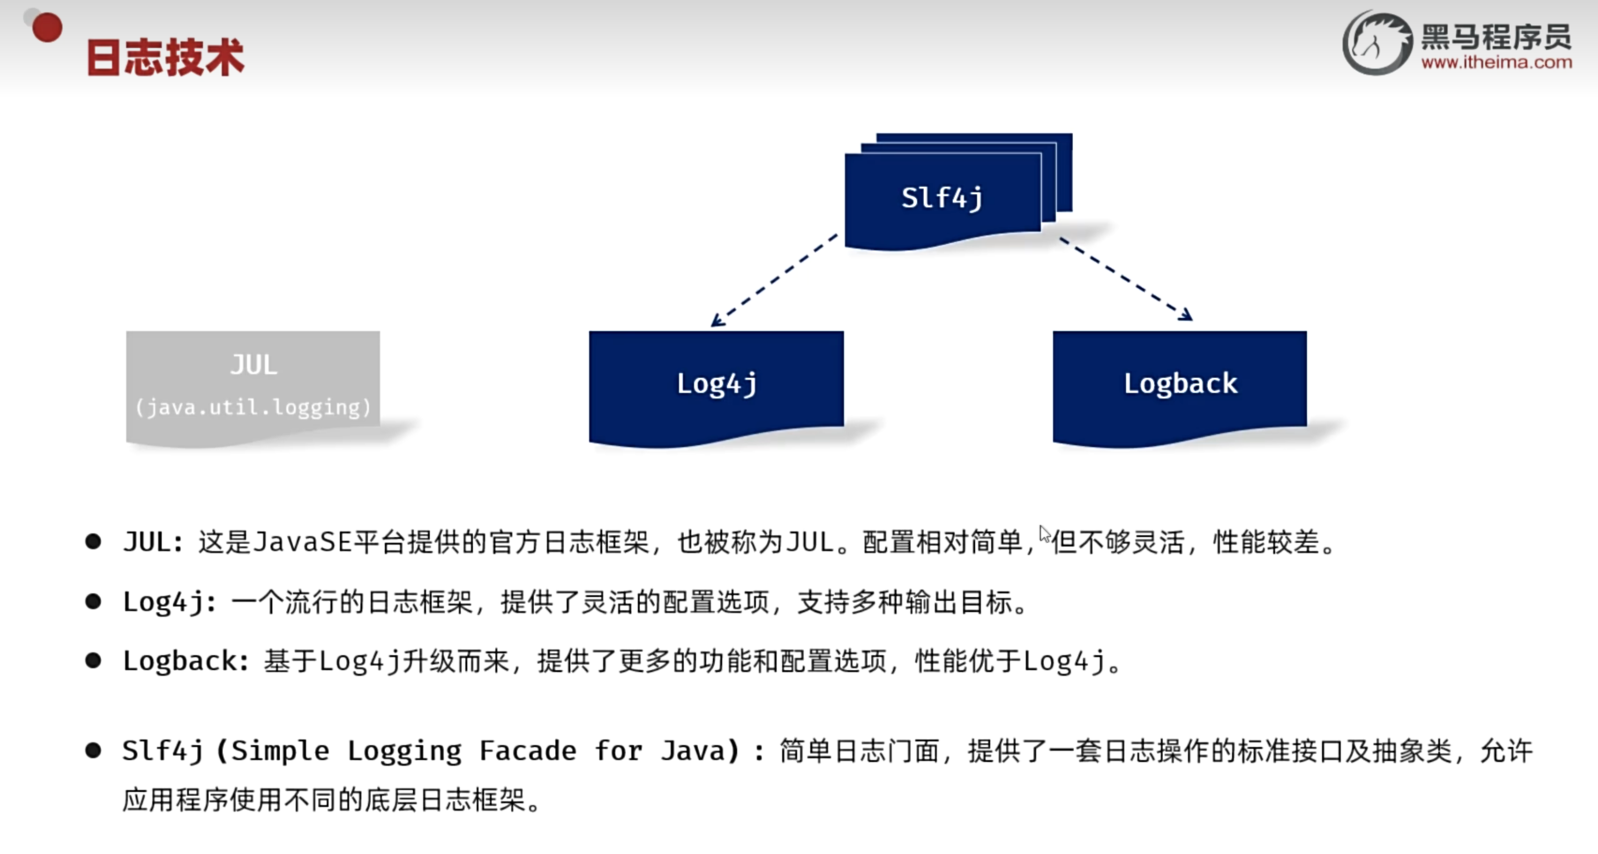 日志技术
黑马程序员
www.itheima.com
Slf4j
JUL
(java.util.logging)
Log4j
Logback
JUL: 这是JavaSE平台提供的官方日志框架，也被称为JUL。配置相对简单，但不够灵活，性能较差。
Log4j: 一个流行的日志框架，提供了灵活的配置选项，支持多种输出目标。
Logback: 基于Log4j升级而来，提供了更多的功能和配置选项，性能优于Log4j。
Slf4j (Simple Logging Facade for Java) : 简单日志门面，提供了一套日志操作的标准接口及抽象类，允许
应用程序使用不同的底层日志框架。